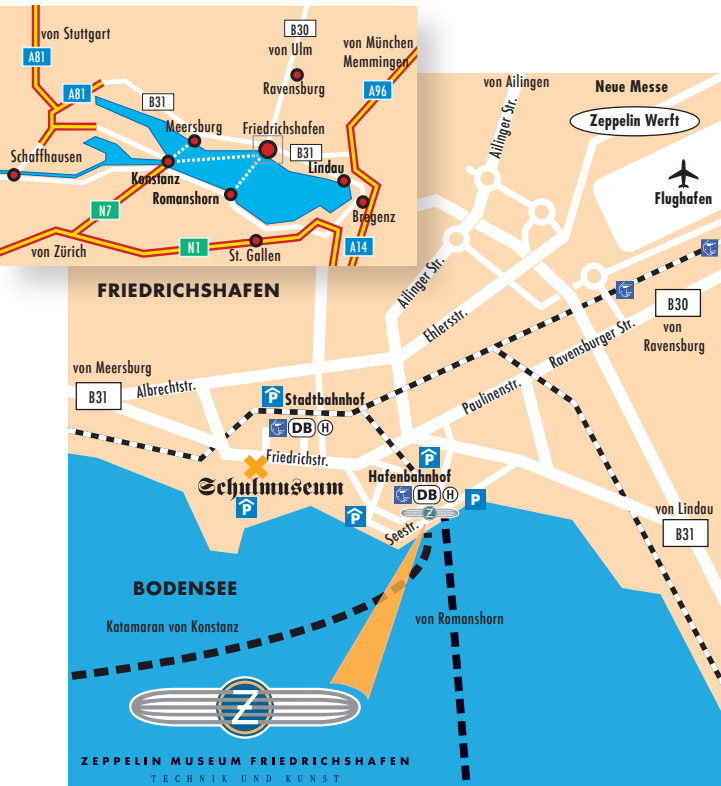 von Stuttgart
A81
A81
B31
B30
von Ulm
Ravensburg
von München
Memmingen
A96
Meersburg
Friedrichshafen
B31
Lindau
Schaffhausen
Konstanz
Romanshorn
Bregenz
N7
N1
von Zürich
St. Gallen
A14
von Ailingen
Ailinger Str.
Neue Messe
Zeppelin Werft
Flughafen
FRIEDRICHSHAFEN
Ailinger Str.
Ehlersstr.
B30
von
Ravensburg
Ravensburger Str.
von Meersburg
B31
Albrechtstr.
P
Stadtbahnhof
DB H
Paulinenstr.
Friedrichstr.
P
Schulmuseum
P
Hafenbahnhof
DB H
P
P
Z
Seestr.
von Lindau
B31
BODENSEE
Katamaran von Konstanz
von Romanshorn
Z
ZEPPELIN MUSEUM FRIEDRICHSHAFEN
TECHNIK UND KUNST